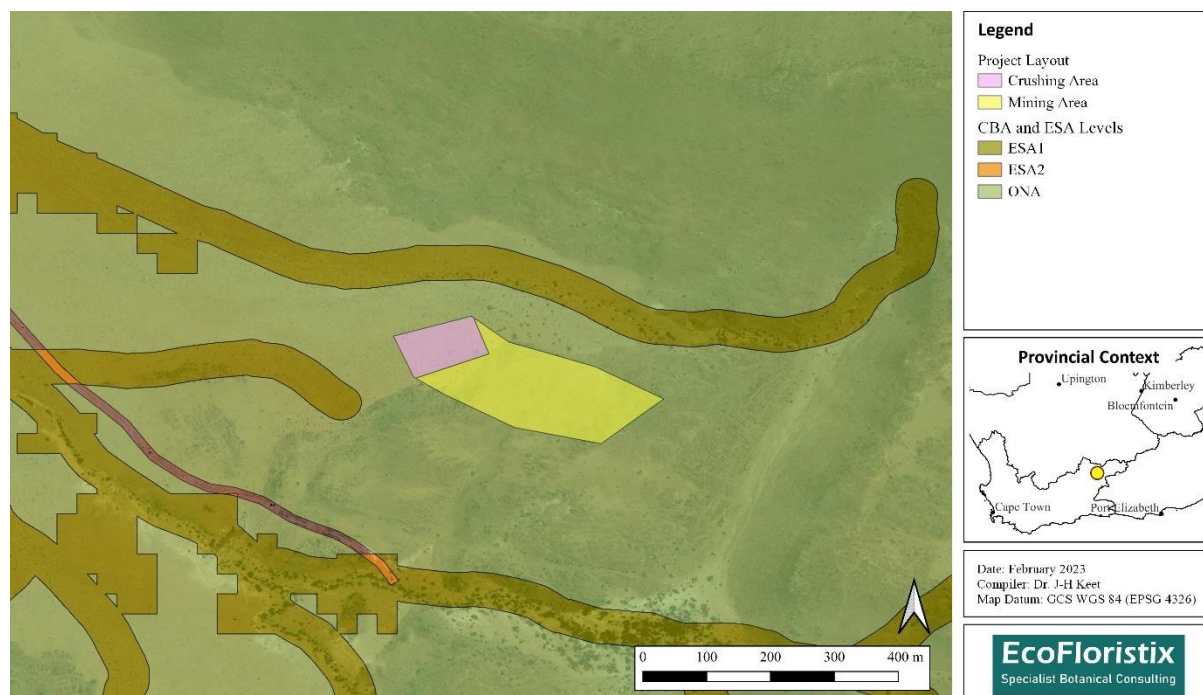 Legend
Project Layout
Crushing Area
Mining Area
CBA and ESA Levels
ESA1
ESA2
ONA
Provincial Context
Upington
Kimberley
Bloemfontein
Cape Town
Port Elizabeth
Date: February 2023
Compiler: Dr. J-H Keet
Map Datum: GCS WGS 84 (EPSG 4326)
0 100 200 300 400 m
EcoFloristix
Specialist Botanical Consulting